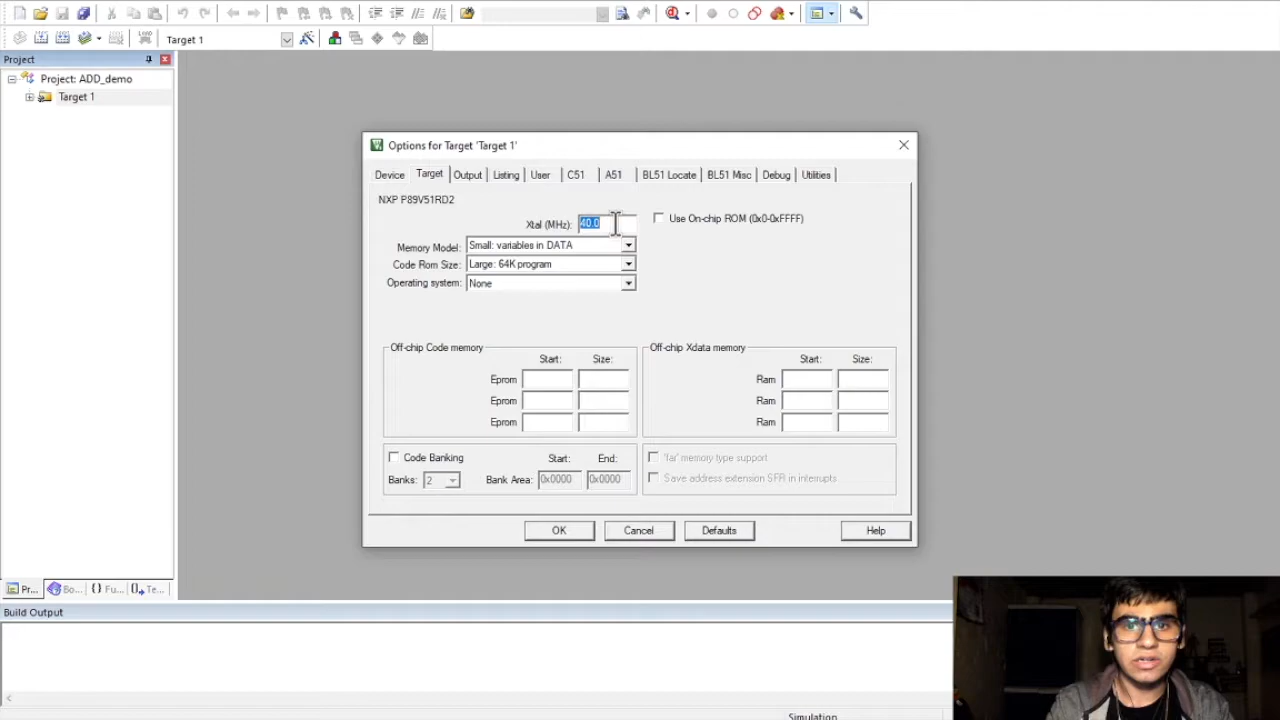 Target 1
Project
Project: ADD_demo
Target 1
Options for Target 'Target 1'
Device Target Output Listing User C51 A51 BL51 Locate BL51 Misc Debug Utilities
NXP P89V51RD2
Xtal (MHz): 40.0
Use On-chip ROM (0x0-0xFFFF)
Memory Model: Small: variables in DATA
Code Rom Size: Large: 64K program
Operating system: None
Off-chip Code memory
Start: Size:
Eprom
Eprom
Eprom
Off-chip Xdata memory
Start: Size:
Ram
Ram
Ram
Code Banking Start: End:
Banks: 2 Bank Area: 0x0000 0x0000
'far' memory type support
Save address extension SFR in interrupts
OK Cancel Defaults Help
Pr... Bo... {} Fu... Te...
Build Output
Simulation